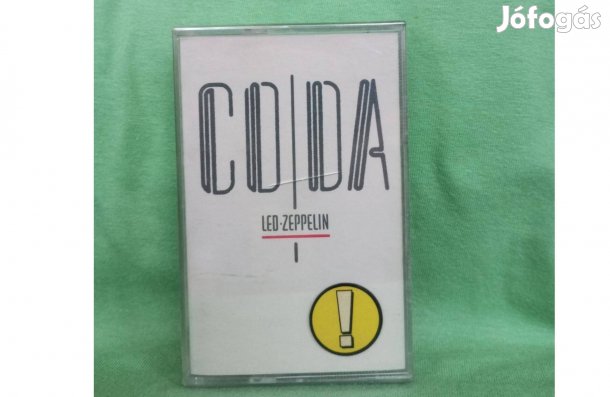 Jófogás
CODA
LED·ZEPPELIN
!